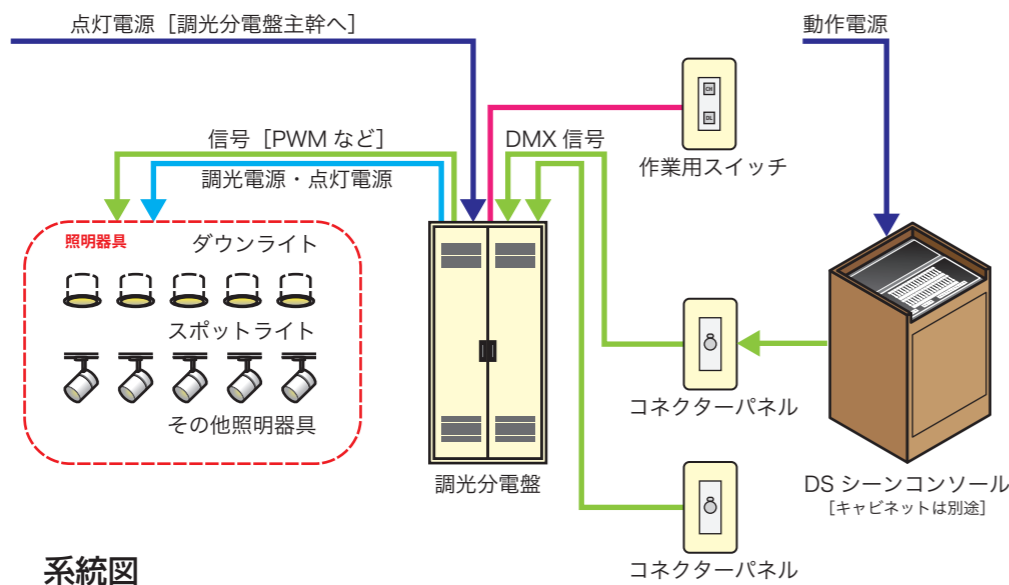 点灯電源［調光分電盤主幹へ］
動作電源
信号［PWM など］
DMX 信号
作業用スイッチ
調光電源・点灯電源
照明器具
ダウンライト
スポットライト
その他照明器具
調光分電盤
コネクターパネル
DS シーンコンソール
［キャビネットは別途］
コネクターパネル
系統図